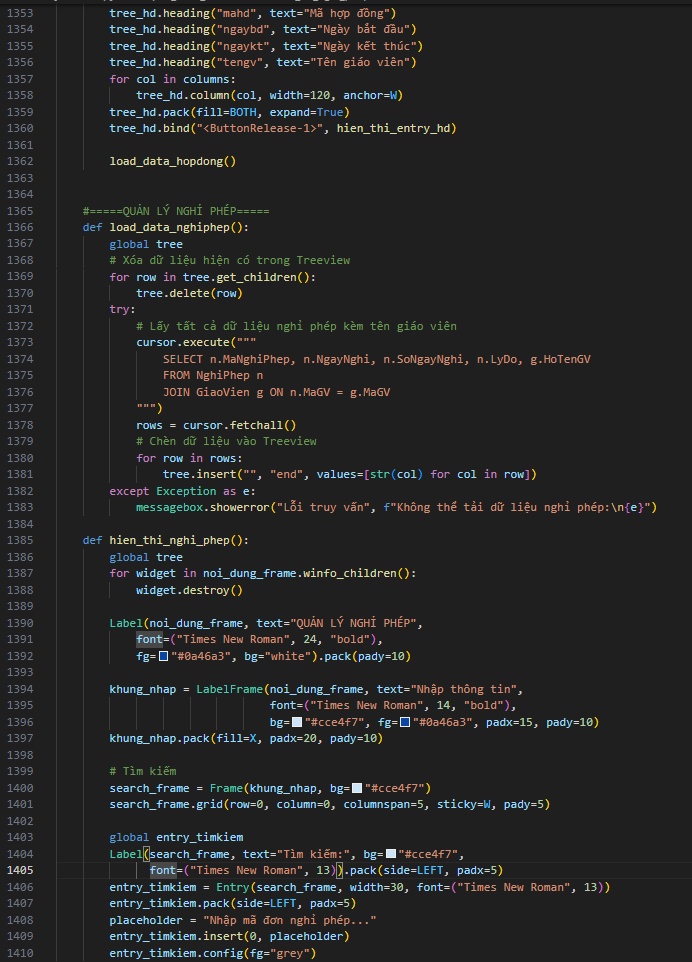 1353 tree_hd.heading("mahd", text="Mã hợp đồng")
1354 tree_hd.heading("ngaybd", text="Ngày bắt đầu")
1355 tree_hd.heading("ngaykt", text="Ngày kết thúc")
1356 tree_hd.heading("tengv", text="Tên giáo viên")
1357 for col in columns:
1358 tree_hd.column(col, width=120, anchor=W)
1359 tree_hd.pack(fill=BOTH, expand=True)
1360 tree_hd.bind("<ButtonRelease-1>", hien_thi_entry_hd)
1361
1362 load_data_hopdong()
1363
1364
1365 #=====QUẢN LÝ NGHỈ PHÉP=====
1366 def load_data_nghiphep():
1367 global tree
1368 # Xóa dữ liệu hiện có trong Treeview
1369 for row in tree.get_children():
1370 tree.delete(row)
1371 try:
1372 # Lấy tất cả dữ liệu nghỉ phép kèm tên giáo viên
1373 cursor.execute("""
1374 SELECT n.MaNghiPhep, n.NgayNghi, n.SoNgayNghi, n.LyDo, g.HoTenGV
1375 FROM NghiPhep n
1376 JOIN GiaoVien g ON n.MaGV = g.MaGV
1377 """)
1378 rows = cursor.fetchall()
1379 # Chèn dữ liệu vào Treeview
1380 for row in rows:
1381 tree.insert("", "end", values=[str(col) for col in row])
1382 except Exception as e:
1383 messagebox.showerror("Lỗi truy vấn", f"Không thể tải dữ liệu nghỉ phép:\n{e}")
1384
1385 def hien_thi_nghi_phep():
1386 global tree
1387 for widget in noi_dung_frame.winfo_children():
1388 widget.destroy()
1389
1390 Label(noi_dung_frame, text="QUẢN LÝ NGHỈ PHÉP",
1391 font=("Times New Roman", 24, "bold"),
1392 fg="#0a46a3", bg="white").pack(pady=10)
1393
1394 khung_nhap = LabelFrame(noi_dung_frame, text="Nhập thông tin",
1395 font=("Times New Roman", 14, "bold"),
1396 bg="#cce4f7", fg="#0a46a3", padx=15, pady=10)
1397 khung_nhap.pack(fill=X, padx=20, pady=10)
1398
1399 # Tìm kiếm
1400 search_frame = Frame(khung_nhap, bg="#cce4f7")
1401 search_frame.grid(row=0, column=0, columnspan=5, sticky=W, pady=5)
1402
1403 global entry_timkiem
1404 Label(search_frame, text="Tìm kiếm:", bg="#cce4f7",
1405 font=("Times New Roman", 13)).pack(side=LEFT, padx=5)
1406 entry_timkiem = Entry(search_frame, width=30, font=("Times New Roman", 13))
1407 entry_timkiem.pack(side=LEFT, padx=5)
1408 placeholder = "Nhập mã đơn nghỉ phép..."
1409 entry_timkiem.insert(0, placeholder)
1410 entry_timkiem.config(fg="grey")